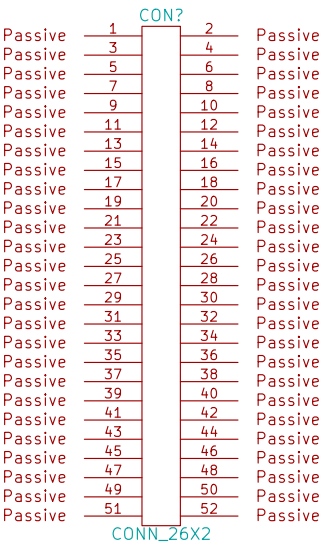 CON?
Passive 1 2 Passive
Passive 3 4 Passive
Passive 5 6 Passive
Passive 7 8 Passive
Passive 9 10 Passive
Passive 11 12 Passive
Passive 13 14 Passive
Passive 15 16 Passive
Passive 17 18 Passive
Passive 19 20 Passive
Passive 21 22 Passive
Passive 23 24 Passive
Passive 25 26 Passive
Passive 27 28 Passive
Passive 29 30 Passive
Passive 31 32 Passive
Passive 33 34 Passive
Passive 35 36 Passive
Passive 37 38 Passive
Passive 39 40 Passive
Passive 41 42 Passive
Passive 43 44 Passive
Passive 45 46 Passive
Passive 47 48 Passive
Passive 49 50 Passive
Passive 51 52 Passive
CONN_26X2